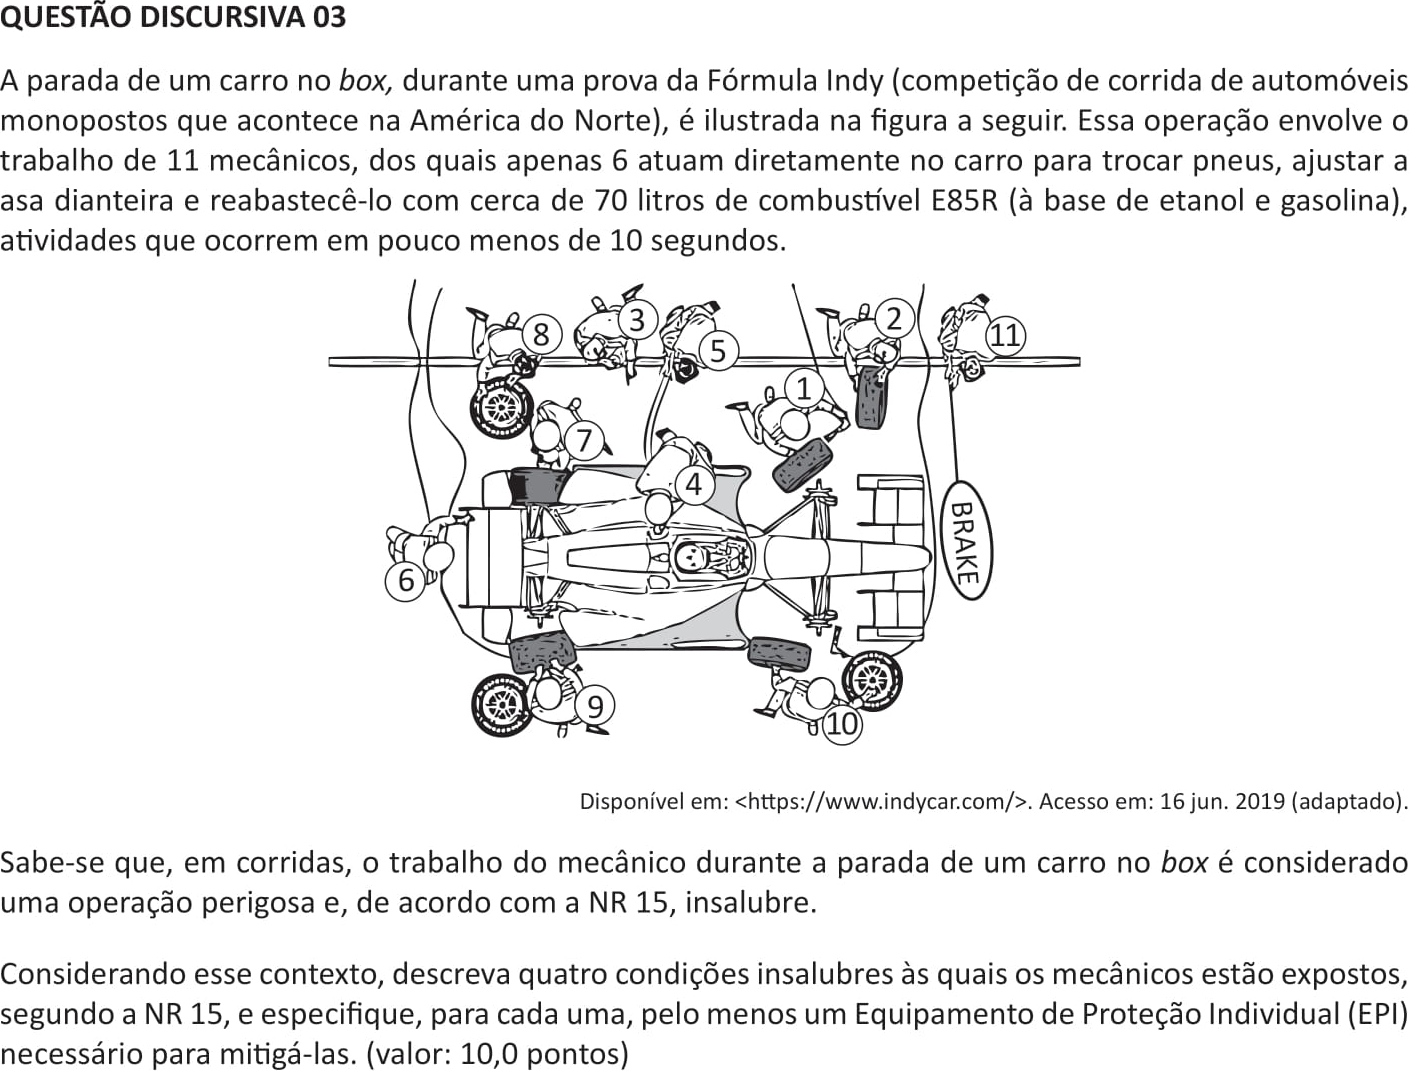 QUESTÃO DISCURSIVA 03
A parada de um carro no box, durante uma prova da Fórmula Indy (competição de corrida de automóveis
monopostos que acontece na América do Norte), é ilustrada na figura a seguir. Essa operação envolve o
trabalho de 11 mecânicos, dos quais apenas 6 atuam diretamente no carro para trocar pneus, ajustar a
asa dianteira e reabastecê-lo com cerca de 70 litros de combustível E85R (à base de etanol e gasolina),
atividades que ocorrem em pouco menos de 10 segundos.
8
3
5
2
11
1
7
4
BRAKE
6
9
10
Disponível em: <https://www.indycar.com/>. Acesso em: 16 jun. 2019 (adaptado).
Sabe-se que, em corridas, o trabalho do mecânico durante a parada de um carro no box é considerado
uma operação perigosa e, de acordo com a NR 15, insalubre.
Considerando esse contexto, descreva quatro condições insalubres às quais os mecânicos estão expostos,
segundo a NR 15, e especifique, para cada uma, pelo menos um Equipamento de Proteção Individual (EPI)
necessário para mitigá-las. (valor: 10,0 pontos)